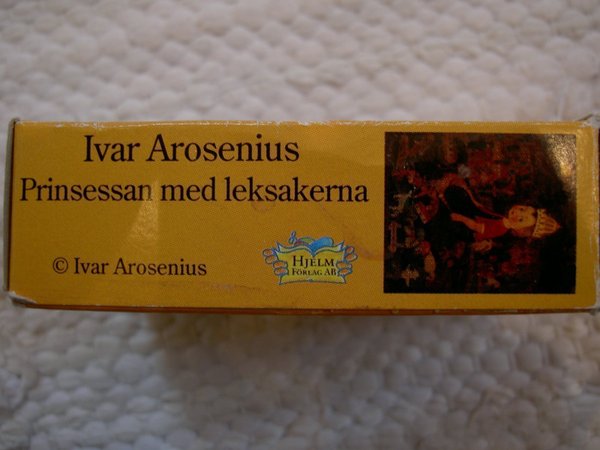 Ivar Arosenius
Prinsessan med leksakerna
© Ivar Arosenius
HJELM
FÖRLAG AB